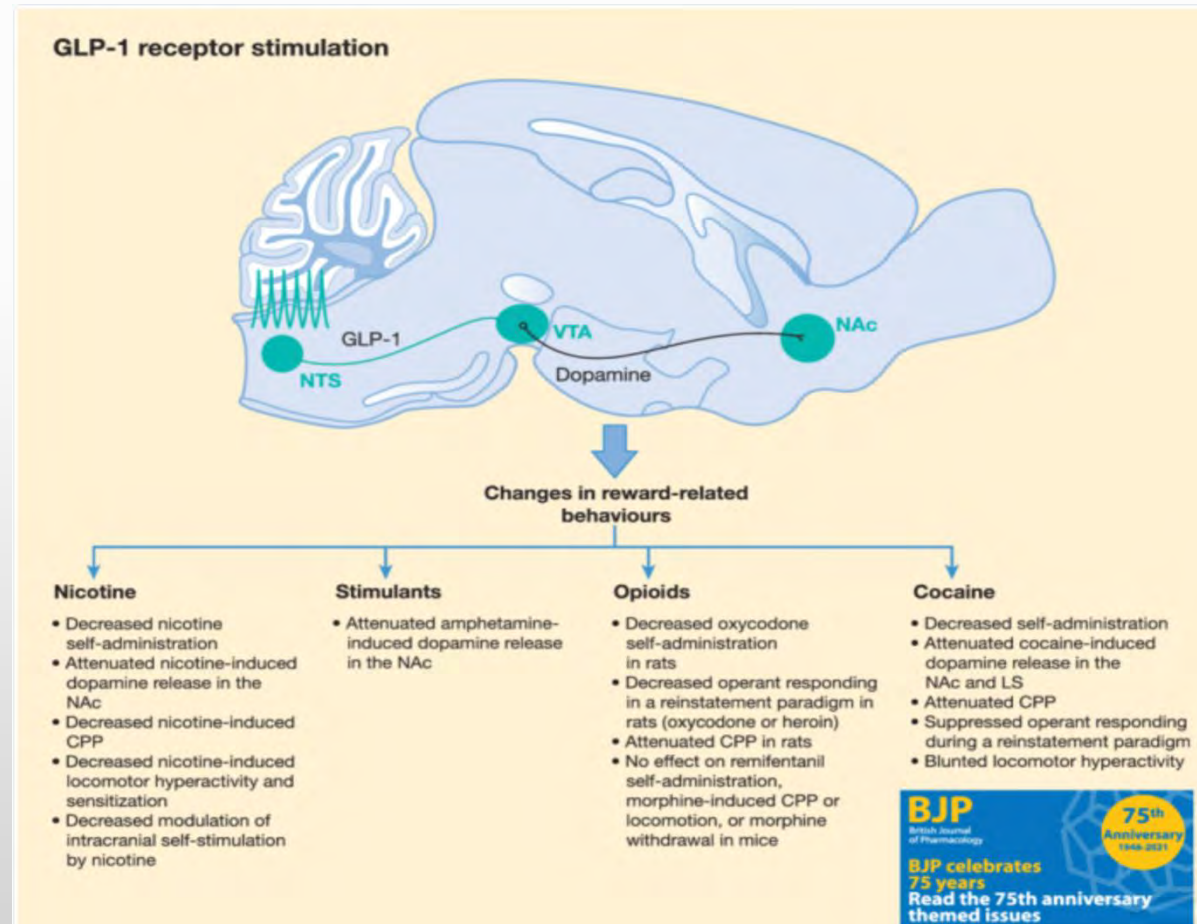 GLP-1 receptor stimulation
GLP-1
NTS
VTA
Dopamine
NAc
Changes in reward-related
behaviours
Nicotine
• Decreased nicotine
self-administration
• Attenuated nicotine-induced
dopamine release in the
NAc
• Decreased nicotine-induced
CPP
• Decreased nicotine-induced
locomotor hyperactivity and
sensitization
• Decreased modulation of
intracranial self-stimulation
by nicotine
Stimulants
• Attenuated amphetamine-
induced dopamine release
in the NAc
Opioids
• Decreased oxycodone
self-administration
in rats
• Decreased operant responding
in a reinstatement paradigm in
rats (oxycodone or heroin)
• Attenuated CPP in rats
• No effect on remifentanil
self-administration,
morphine-induced CPP or
locomotion, or morphine
withdrawal in mice
Cocaine
• Decreased self-administration
• Attenuated cocaine-induced
dopamine release in the
NAc and LS
• Attenuated CPP
• Suppressed operant responding
during a reinstatement paradigm
• Blunted locomotor hyperactivity
BJP
British Journal
of Pharmacology
75th
Anniversary
1946-2021
BJP celebrates
75 years
Read the 75th anniversary
themed issues